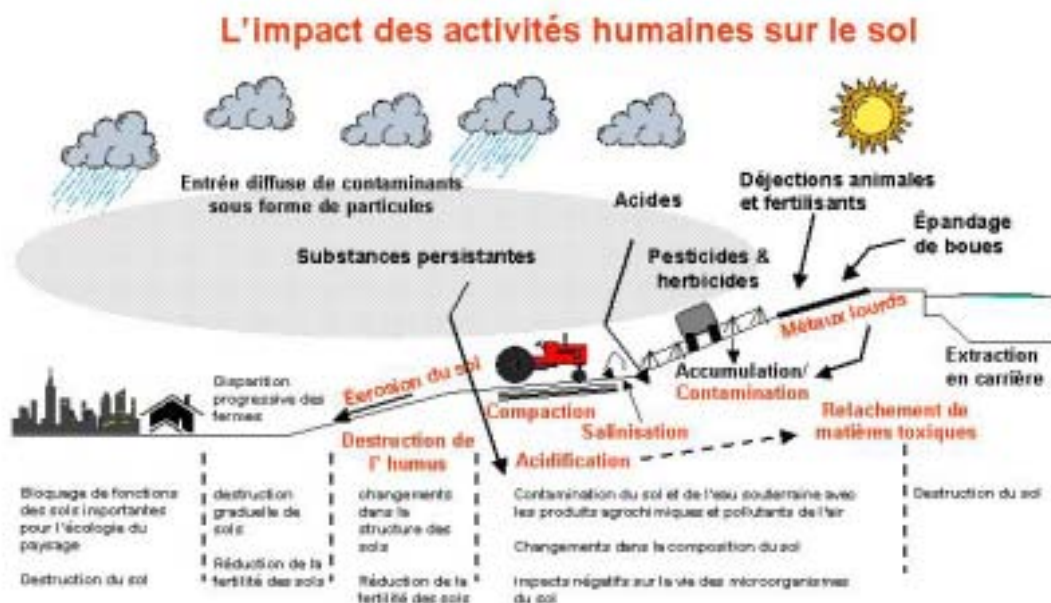 L'impact des activités humaines sur le sol
Entrée diffuse de contaminants
sous forme de particules
Acides
Déjections animales
et fertilisants
Épandage
de boues
Substances persistantes
Pesticides &
herbicides
Métaux lourds
Extraction
en carrière
Accumulation/
Contamination
Disparition
progressive des
fermes
Éerosion du sol
Compaction
Salinisation
Relachement de
matières toxiques
Destruction de
l' humus
Acidification
Bloquage de fonctions
des sols importantes
pour l'écologie du
paysage
Destruction du sol
destruction
graduelle de
sols
Réduction de la
fertilité des sols
changements
dans la
structure des
sols
Réduction de la
fertilité des sols
Contamination du sol et de l'eau souterraine avec
les produits agrochimiques et pollutants de l'air
Changements dans la composition du sol
Impacts négatifs sur la vie des microorganismes
du sol
Destruction du sol